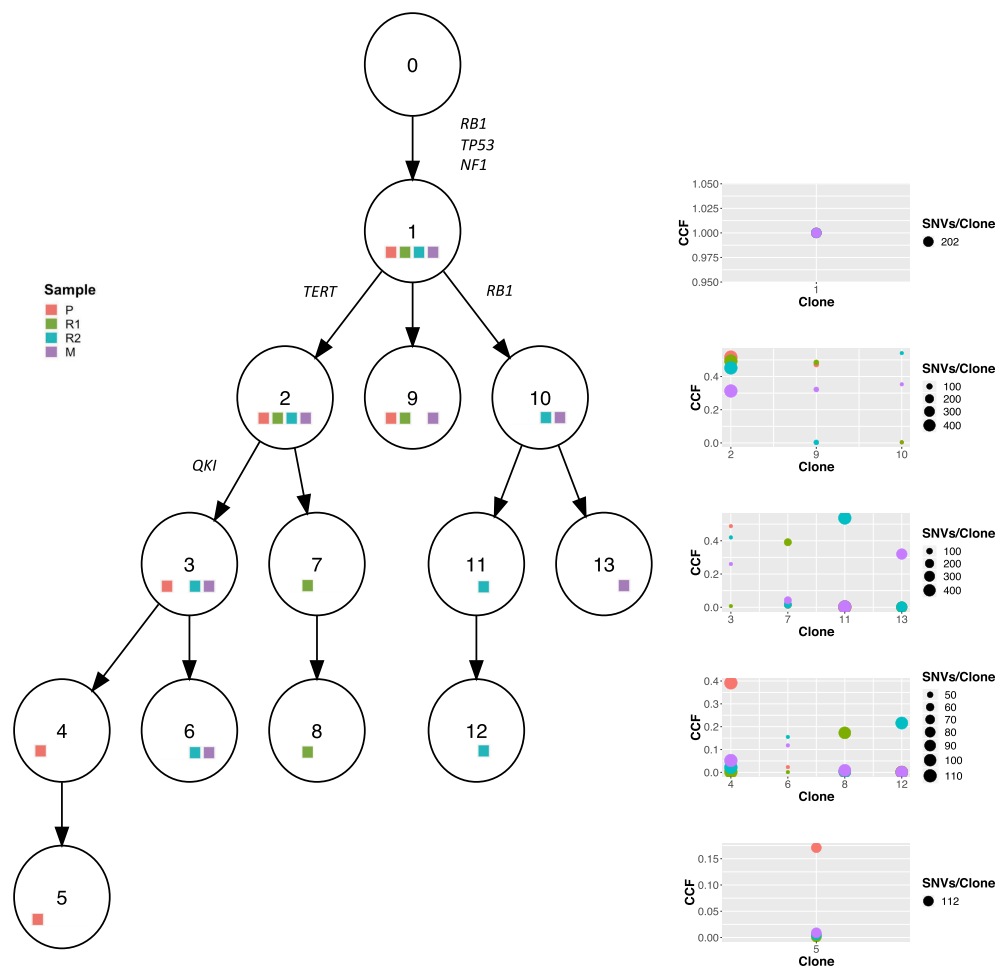 0
RB1
TP53
NF1
1
TERT
RB1
Sample
P
R1
R2
M
2
9
10
QKI
3
7
11
13
4
6
8
12
5
1.050
1.025
1.000
0.975
0.950
CCF
1
Clone
SNVs/Clone
202
0.4
0.2
0.0
CCF
2 9 10
Clone
SNVs/Clone
100
200
300
400
0.4
0.2
0.0
CCF
3 7 11 13
Clone
SNVs/Clone
100
200
300
400
0.4
0.3
0.2
0.1
0.0
CCF
4 6 8 12
Clone
SNVs/Clone
50
60
70
80
90
100
110
0.15
0.10
0.05
0.00
CCF
5
Clone
SNVs/Clone
112